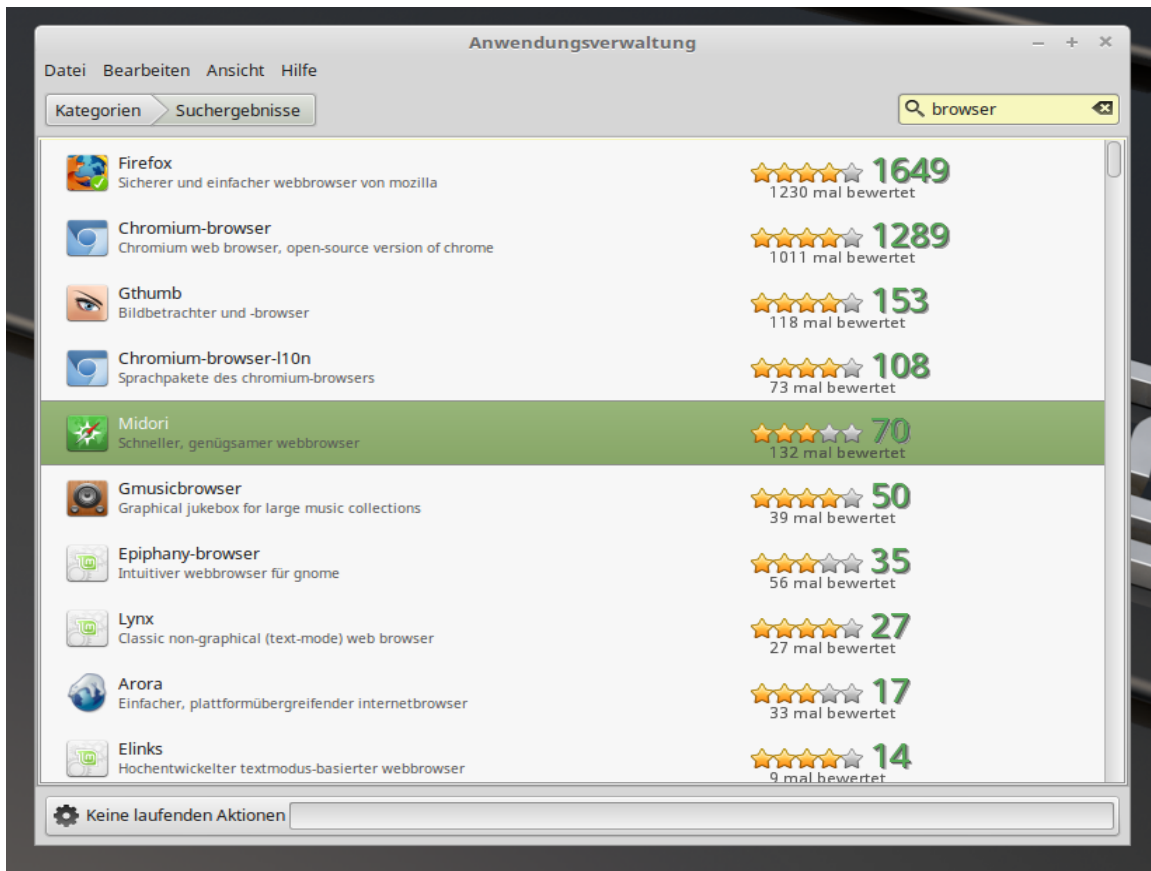 Anwendungsverwaltung
Datei Bearbeiten Ansicht Hilfe
Kategorien Suchergebnisse browser
Firefox
Sicherer und einfacher webbrowser von mozilla
1649
1230 mal bewertet
Chromium-browser
Chromium web browser, open-source version of chrome
1289
1011 mal bewertet
Gthumb
Bildbetrachter und -browser
153
118 mal bewertet
Chromium-browser-l10n
Sprachpakete des chromium-browsers
108
73 mal bewertet
Midori
Schneller, genügsamer webbrowser
70
132 mal bewertet
Gmusicbrowser
Graphical jukebox for large music collections
50
39 mal bewertet
Epiphany-browser
Intuitiver webbrowser für gnome
35
56 mal bewertet
Lynx
Classic non-graphical (text-mode) web browser
27
27 mal bewertet
Arora
Einfacher, plattformübergreifender internetbrowser
17
33 mal bewertet
Elinks
Hochentwickelter textmodus-basierter webbrowser
14
9 mal bewertet
Keine laufenden Aktionen